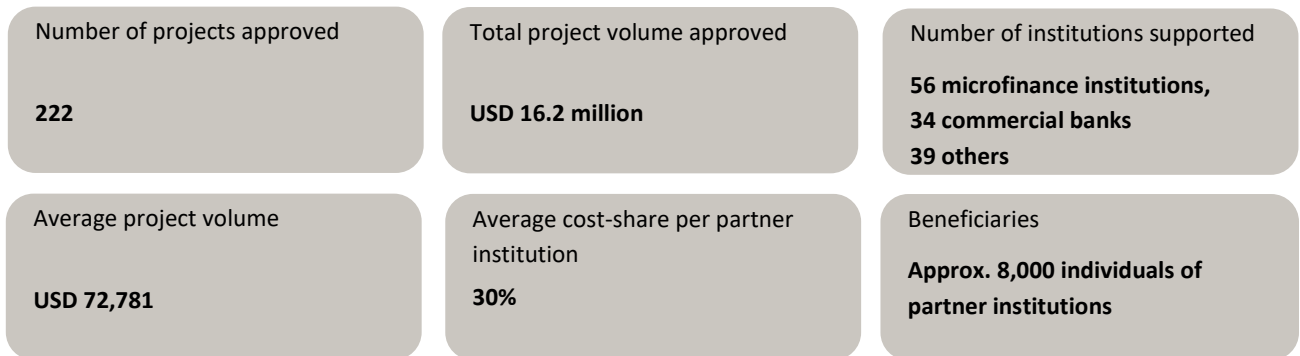 Number of projects approved
222
Total project volume approved
USD 16.2 million
Number of institutions supported
56 microfinance institutions,
34 commercial banks
39 others
Average project volume
USD 72,781
Average cost-share per partner
institution
30%
Beneficiaries
Approx. 8,000 individuals of
partner institutions